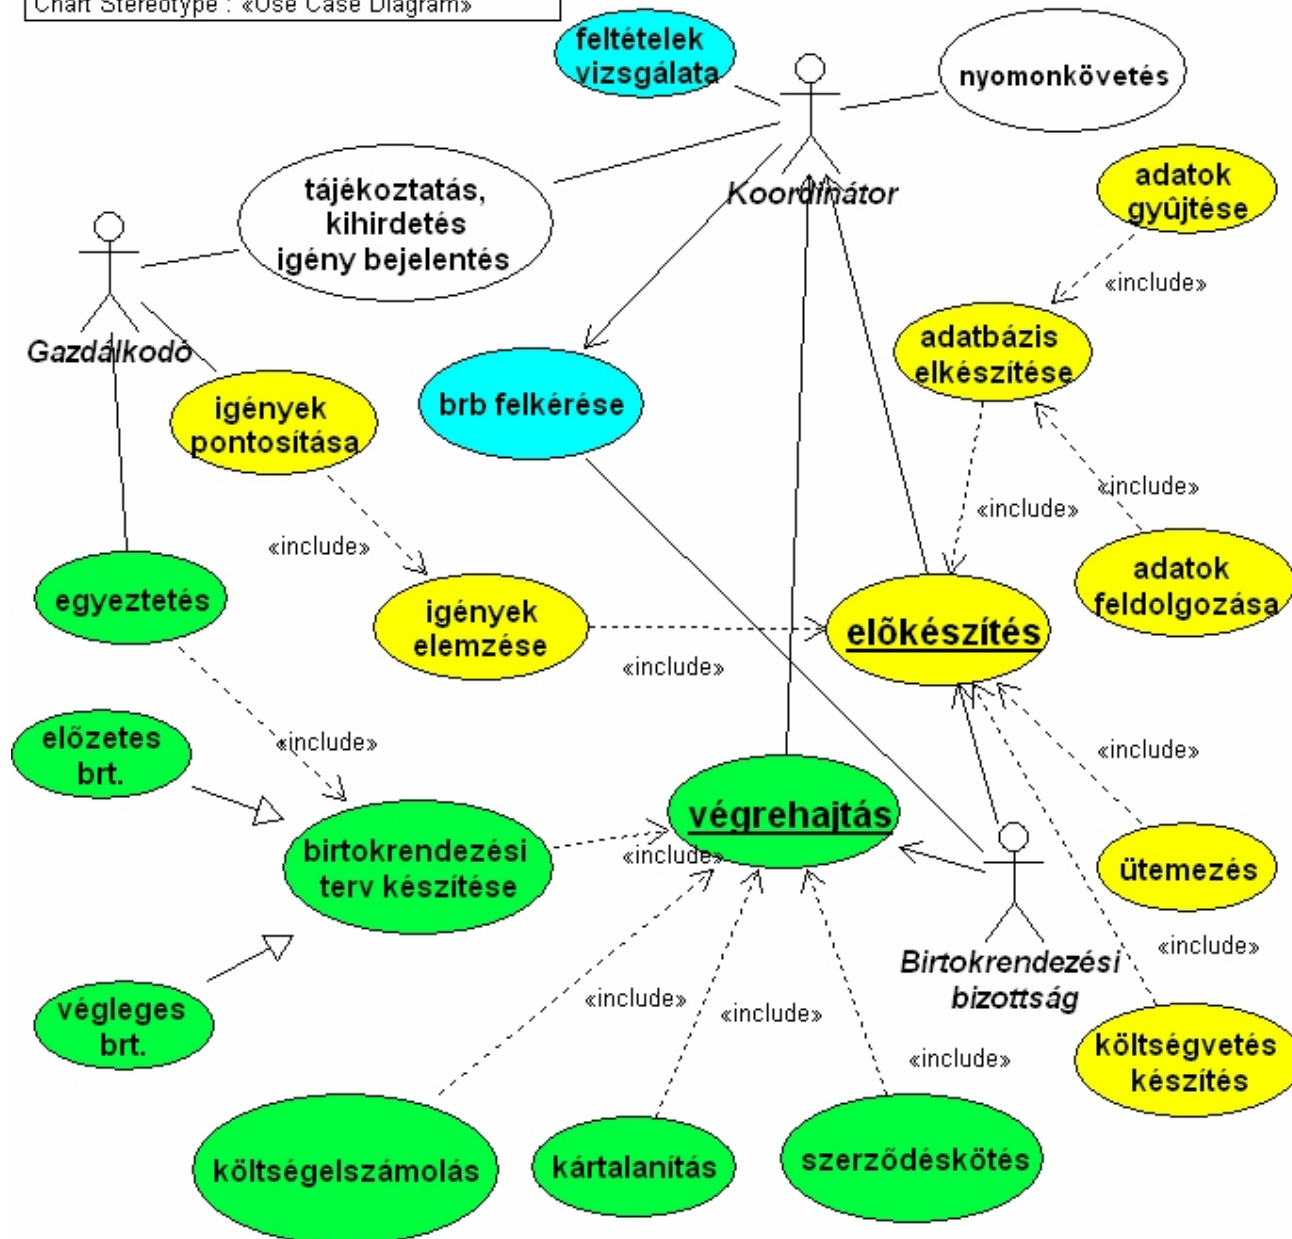 Chart Stereotype : «Use Case Diagram»
feltételek
vizsgálata
nyomonkövetés
Koordinátor
adatok
gyûjtése
tájékoztatás,
kihirdetés
igény bejelentés
«include»
Gazdálkodó
adatbázis
elkészítése
igények
pontosítása
brb felkérése
«include»
«include»
«include»
egyeztetés
adatok
feldolgozása
igények
elemzése
elõkészítés
«include»
előzetes
brt.
«include»
«include»
végrehajtás
birtokrendezési
terv készítése
«include»
ütemezés
Birtokrendezési
bizottság
«include»
végleges
brt.
«include»
«include»
«include»
költségvetés
készítés
költségelszámolás
kártalanítás
szerzõdéskötés